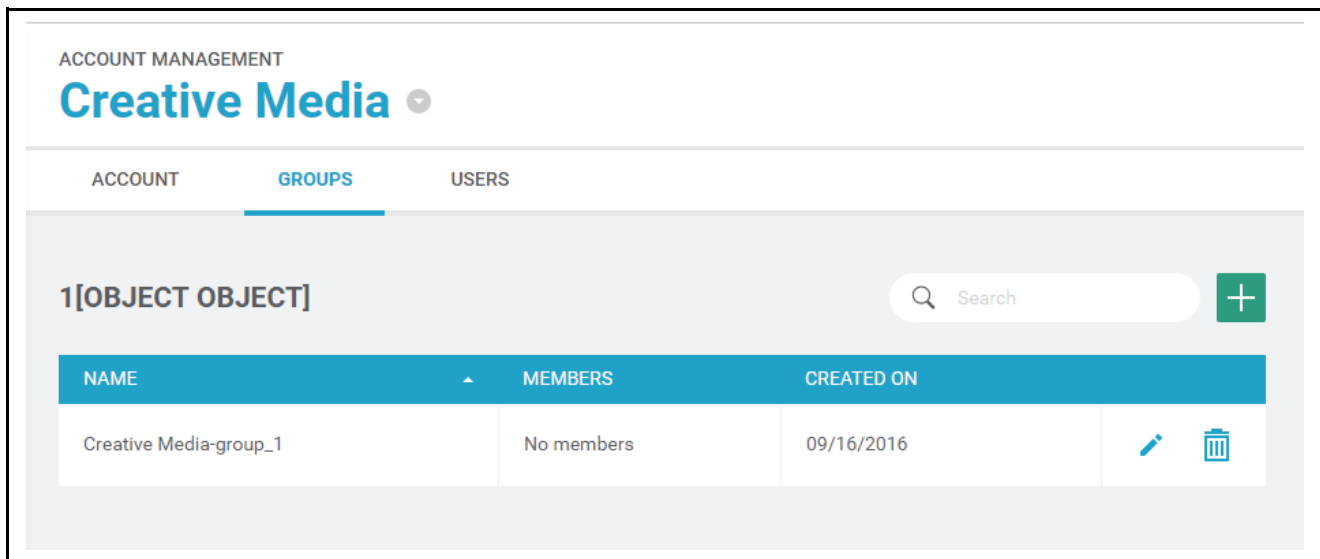 ACCOUNT MANAGEMENT
Creative Media
ACCOUNT GROUPS USERS
1[OBJECT OBJECT]
Search
NAME MEMBERS CREATED ON
Creative Media-group_1 No members 09/16/2016